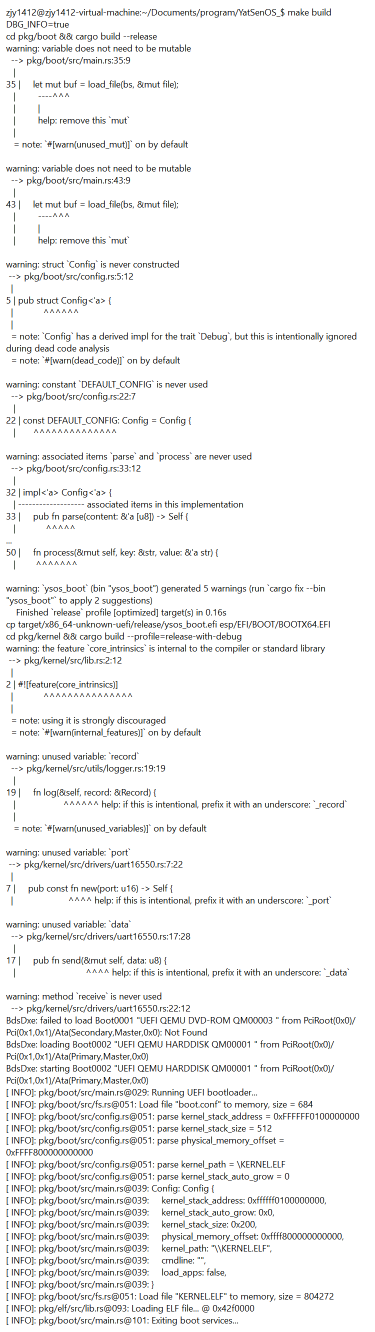 zjy1412@zjy1412-virtual-machine:~/Documents/program/YatSenOS_$ make build
DBG_INFO=true
cd pkg/boot && cargo build --release
warning: variable does not need to be mutable
  --> pkg/boot/src/main.rs:35:9
   |
35 |     let mut buf = load_file(bs, &mut file);
   |         ----^^^
   |         |
   |         help: remove this `mut`
   |
   = note: `#[warn(unused_mut)]` on by default

warning: variable does not need to be mutable
  --> pkg/boot/src/main.rs:43:9
   |
43 |     let mut buf = load_file(bs, &mut file);
   |         ----^^^
   |         |
   |         help: remove this `mut`

warning: struct `Config` is never constructed
 --> pkg/boot/src/config.rs:5:12
  |
5 | pub struct Config<'a> {
  |            ^^^^^^
  |
  = note: `Config` has a derived impl for the trait `Debug`, but this is intentionally ignored
during dead code analysis
  = note: `#[warn(dead_code)]` on by default

warning: constant `DEFAULT_CONFIG` is never used
  --> pkg/boot/src/config.rs:22:7
   |
22 | const DEFAULT_CONFIG: Config = Config {
   |       ^^^^^^^^^^^^^^

warning: associated items `parse` and `process` are never used
  --> pkg/boot/src/config.rs:33:12
   |
32 | impl<'a> Config<'a> {
   | ------------------- associated items in this implementation
33 |     pub fn parse(content: &'a [u8]) -> Self {
   |            ^^^^^
...
50 |     fn process(&mut self, key: &str, value: &'a str) {
   |        ^^^^^^^

warning: `ysos_boot` (bin "ysos_boot") generated 5 warnings (run `cargo fix --bin
"ysos_boot"` to apply 2 suggestions)
    Finished `release` profile [optimized] target(s) in 0.16s
cp target/x86_64-unknown-uefi/release/ysos_boot.efi esp/EFI/BOOT/BOOTX64.EFI
cd pkg/kernel && cargo build --profile=release-with-debug
warning: the feature `core_intrinsics` is internal to the compiler or standard library
 --> pkg/kernel/src/lib.rs:2:12
  |
2 | #![feature(core_intrinsics)]
  |            ^^^^^^^^^^^^^^^
  |
  = note: using it is strongly discouraged
  = note: `#[warn(internal_features)]` on by default

warning: unused variable: `record`
  --> pkg/kernel/src/utils/logger.rs:19:19
   |
19 |     fn log(&self, record: &Record) {
   |                   ^^^^^^ help: if this is intentional, prefix it with an underscore: `_record`
   |
   = note: `#[warn(unused_variables)]` on by default

warning: unused variable: `port`
 --> pkg/kernel/src/drivers/uart16550.rs:7:22
  |
7 |     pub const fn new(port: u16) -> Self {
  |                      ^^^^ help: if this is intentional, prefix it with an underscore: `_port`

warning: unused variable: `data`
  --> pkg/kernel/src/drivers/uart16550.rs:17:28
   |
17 |     pub fn send(&mut self, data: u8) {
   |                            ^^^^ help: if this is intentional, prefix it with an underscore: `_data`

warning: method `receive` is never used
  --> pkg/kernel/src/drivers/uart16550.rs:22:12
BdsDxe: failed to load Boot0001 "UEFI QEMU DVD-ROM QM00003 " from PciRoot(0x0)/
Pci(0x1,0x1)/Ata(Secondary,Master,0x0): Not Found
BdsDxe: loading Boot0002 "UEFI QEMU HARDDISK QM00001 " from PciRoot(0x0)/
Pci(0x1,0x1)/Ata(Primary,Master,0x0)
BdsDxe: starting Boot0002 "UEFI QEMU HARDDISK QM00001 " from PciRoot(0x0)/
Pci(0x1,0x1)/Ata(Primary,Master,0x0)
[ INFO]: pkg/boot/src/main.rs@029: Running UEFI bootloader...
[ INFO]: pkg/boot/src/fs.rs@051: Load file "boot.conf" to memory, size = 684
[ INFO]: pkg/boot/src/config.rs@051: parse kernel_stack_address = 0xFFFFFF0100000000
[ INFO]: pkg/boot/src/config.rs@051: parse kernel_stack_size = 512
[ INFO]: pkg/boot/src/config.rs@051: parse physical_memory_offset =
0xFFFF800000000000
[ INFO]: pkg/boot/src/config.rs@051: parse kernel_path = \KERNEL.ELF
[ INFO]: pkg/boot/src/config.rs@051: parse kernel_stack_auto_grow = 0
[ INFO]: pkg/boot/src/main.rs@039: Config: Config {
[ INFO]: pkg/boot/src/main.rs@039:     kernel_stack_address: 0xffffff0100000000,
[ INFO]: pkg/boot/src/main.rs@039:     kernel_stack_auto_grow: 0x0,
[ INFO]: pkg/boot/src/main.rs@039:     kernel_stack_size: 0x200,
[ INFO]: pkg/boot/src/main.rs@039:     physical_memory_offset: 0xffff800000000000,
[ INFO]: pkg/boot/src/main.rs@039:     kernel_path: "\\KERNEL.ELF",
[ INFO]: pkg/boot/src/main.rs@039:     cmdline: "",
[ INFO]: pkg/boot/src/main.rs@039:     load_apps: false,
[ INFO]: pkg/boot/src/main.rs@039: }
[ INFO]: pkg/boot/src/fs.rs@051: Load file "KERNEL.ELF" to memory, size = 804272
[ INFO]: pkg/elf/src/lib.rs@093: Loading ELF file... @ 0x42f0000
[ INFO]: pkg/boot/src/main.rs@101: Exiting boot services...